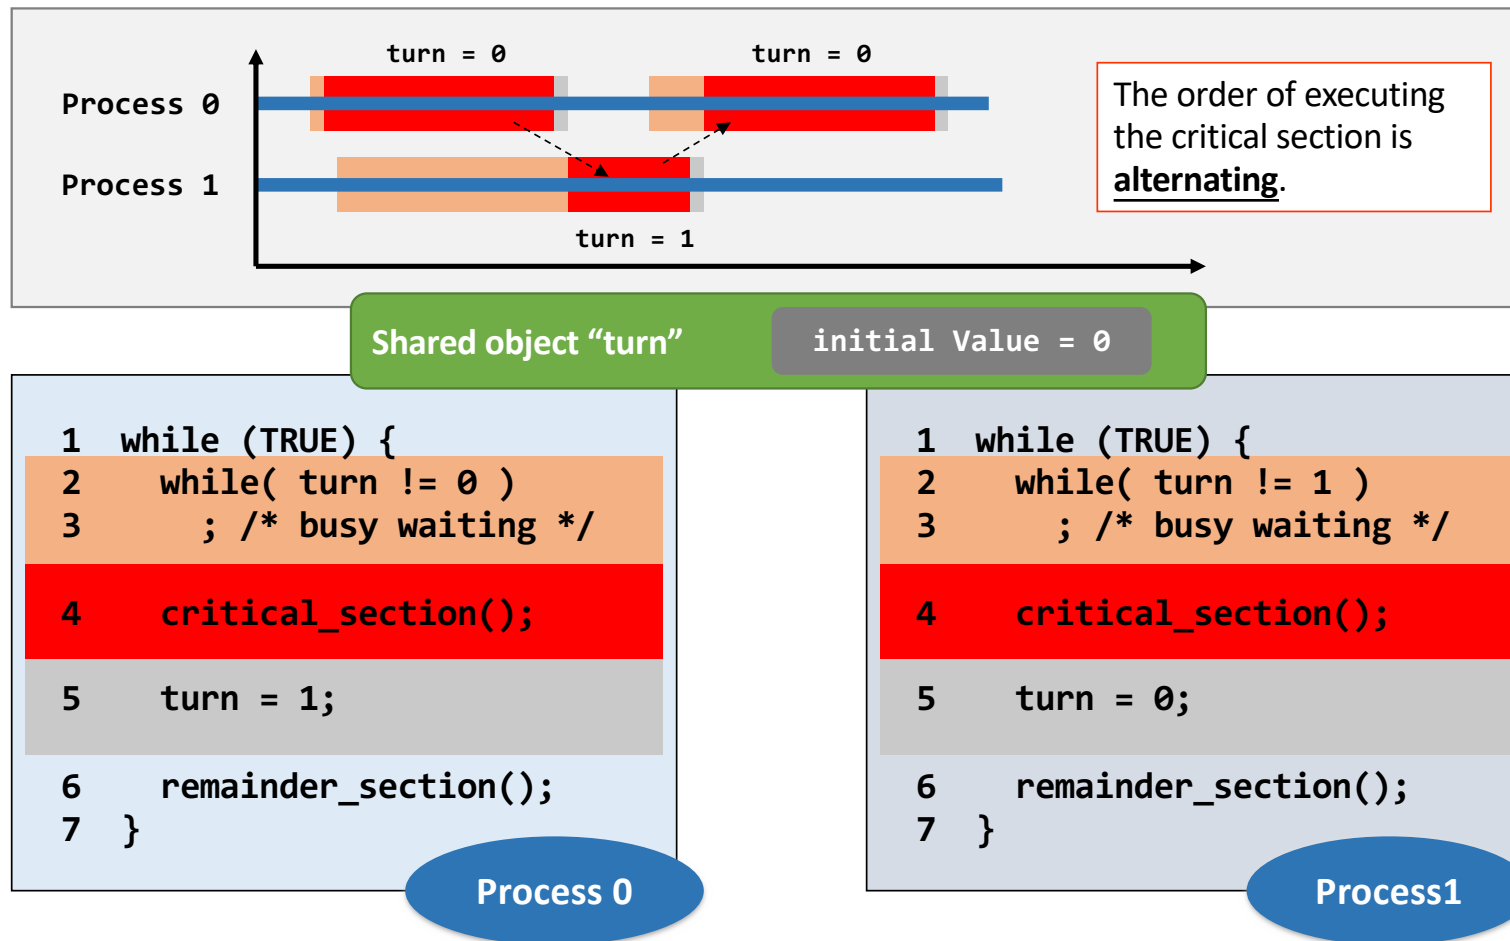 turn = 0
turn = 0
Process 0
The order of executing
the critical section is
alternating.
Process 1
turn = 1
Shared object “turn”
initial Value = 0
1 while (TRUE) {
2 while( turn != 0 )
3 ; /* busy waiting */
4 critical_section();
5 turn = 1;
6 remainder_section();
7 }
Process 0
1 while (TRUE) {
2 while( turn != 1 )
3 ; /* busy waiting */
4 critical_section();
5 turn = 0;
6 remainder_section();
7 }
Process1